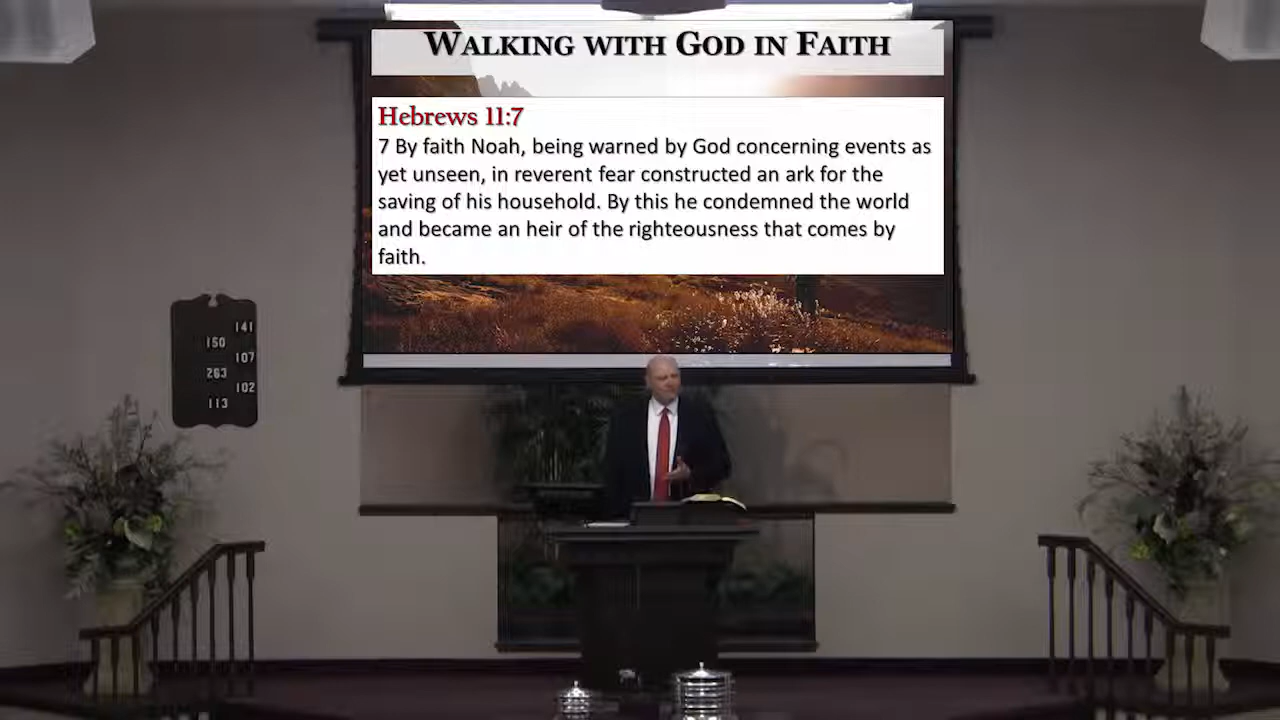 WALKING WITH GOD IN FAITH
Hebrews 11:7
7 By faith Noah, being warned by God concerning events as
yet unseen, in reverent fear constructed an ark for the
saving of his household. By this he condemned the world
and became an heir of the righteousness that comes by
faith.
141
150
107
263
102
113